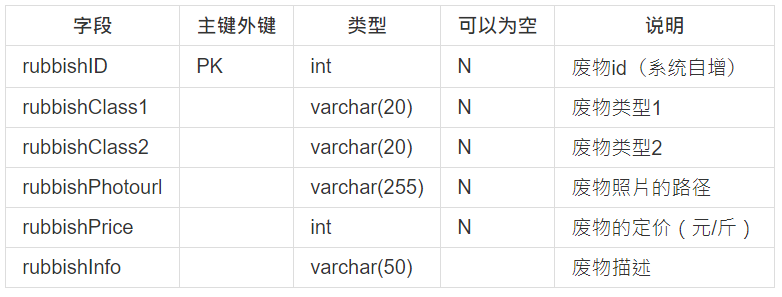 字段 主键外键 类型 可以为空 说明
rubbishID PK int N 废物id（系统自增）
rubbishClass1 varchar(20) N 废物类型1
rubbishClass2 varchar(20) N 废物类型2
rubbishPhotourl varchar(255) N 废物照片的路径
rubbishPrice int N 废物的定价（元/斤）
rubbishInfo varchar(50) 废物描述